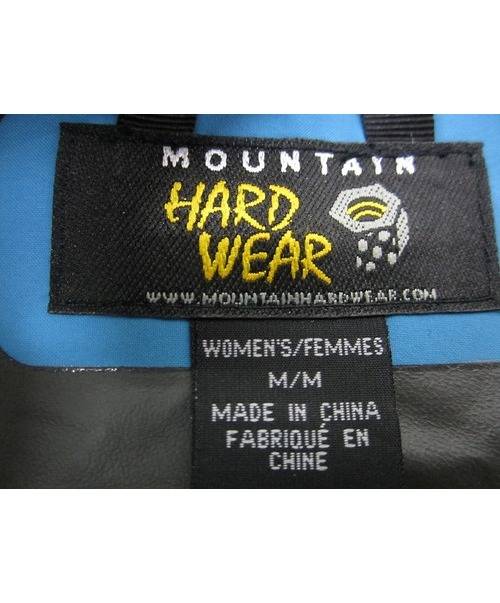 MOUNTAIN
HARD
WEAR
WWW.MOUNTAINHARDWEAR.COM
WOMEN'S/FEMMES
M/M
MADE IN CHINA
FABRIQUÉ EN
CHINE